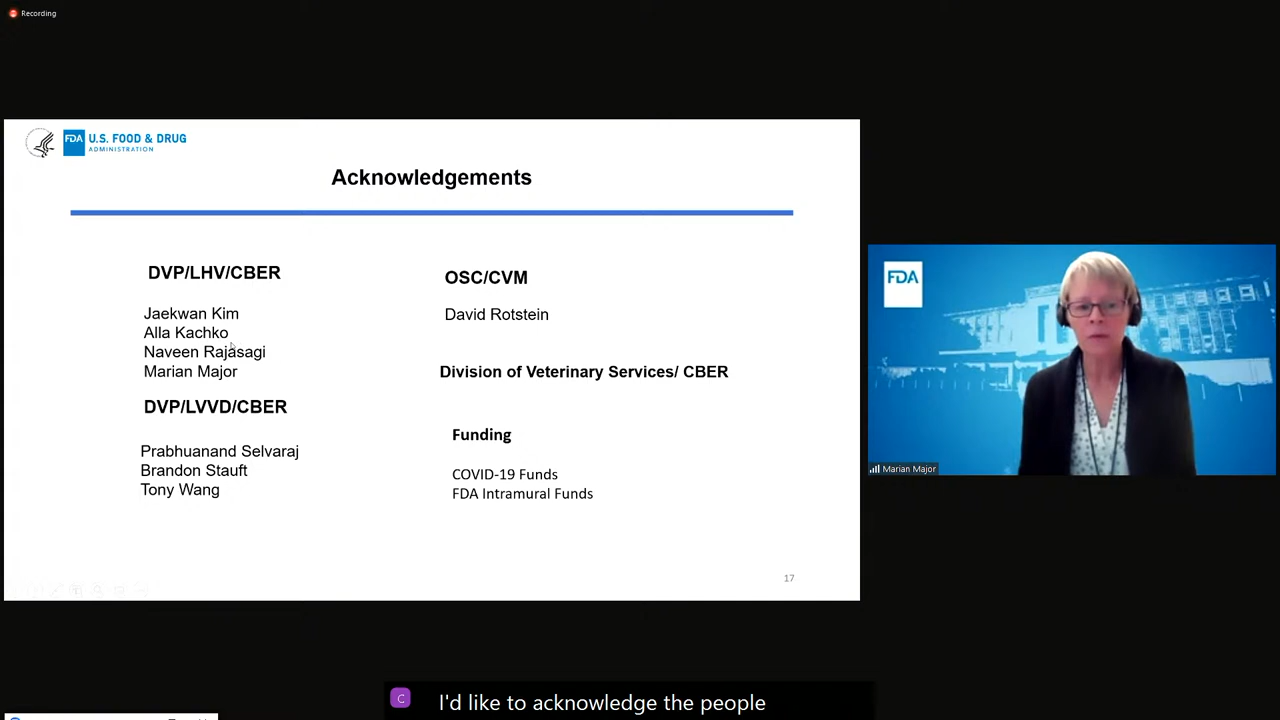 Recording
FDA U.S. FOOD & DRUG
ADMINISTRATION
Acknowledgements
DVP/LHV/CBER
Jaekwan Kim
Alla Kachko
Naveen Rajasagi
Marian Major
DVP/LVVD/CBER
Prabhuanand Selvaraj
Brandon Stauft
Tony Wang
OSC/CVM
David Rotstein
Division of Veterinary Services/ CBER
Funding
COVID-19 Funds
FDA Intramural Funds
17
FDA
Marian Major
C I'd like to acknowledge the people